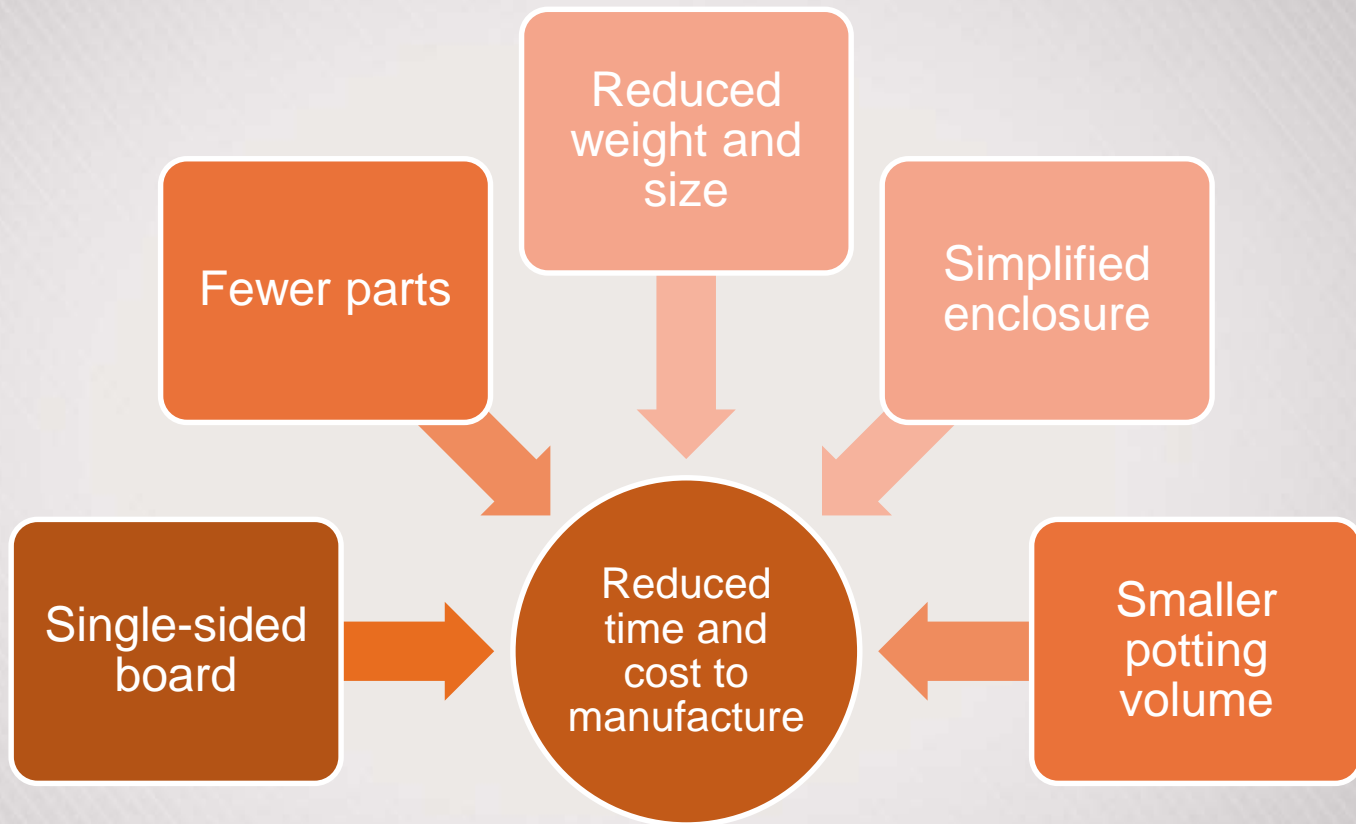 Reduced
weight and
size
Fewer parts
Simplified
enclosure
Single-sided
board
Reduced
time and
cost to
manufacture
Smaller
potting
volume